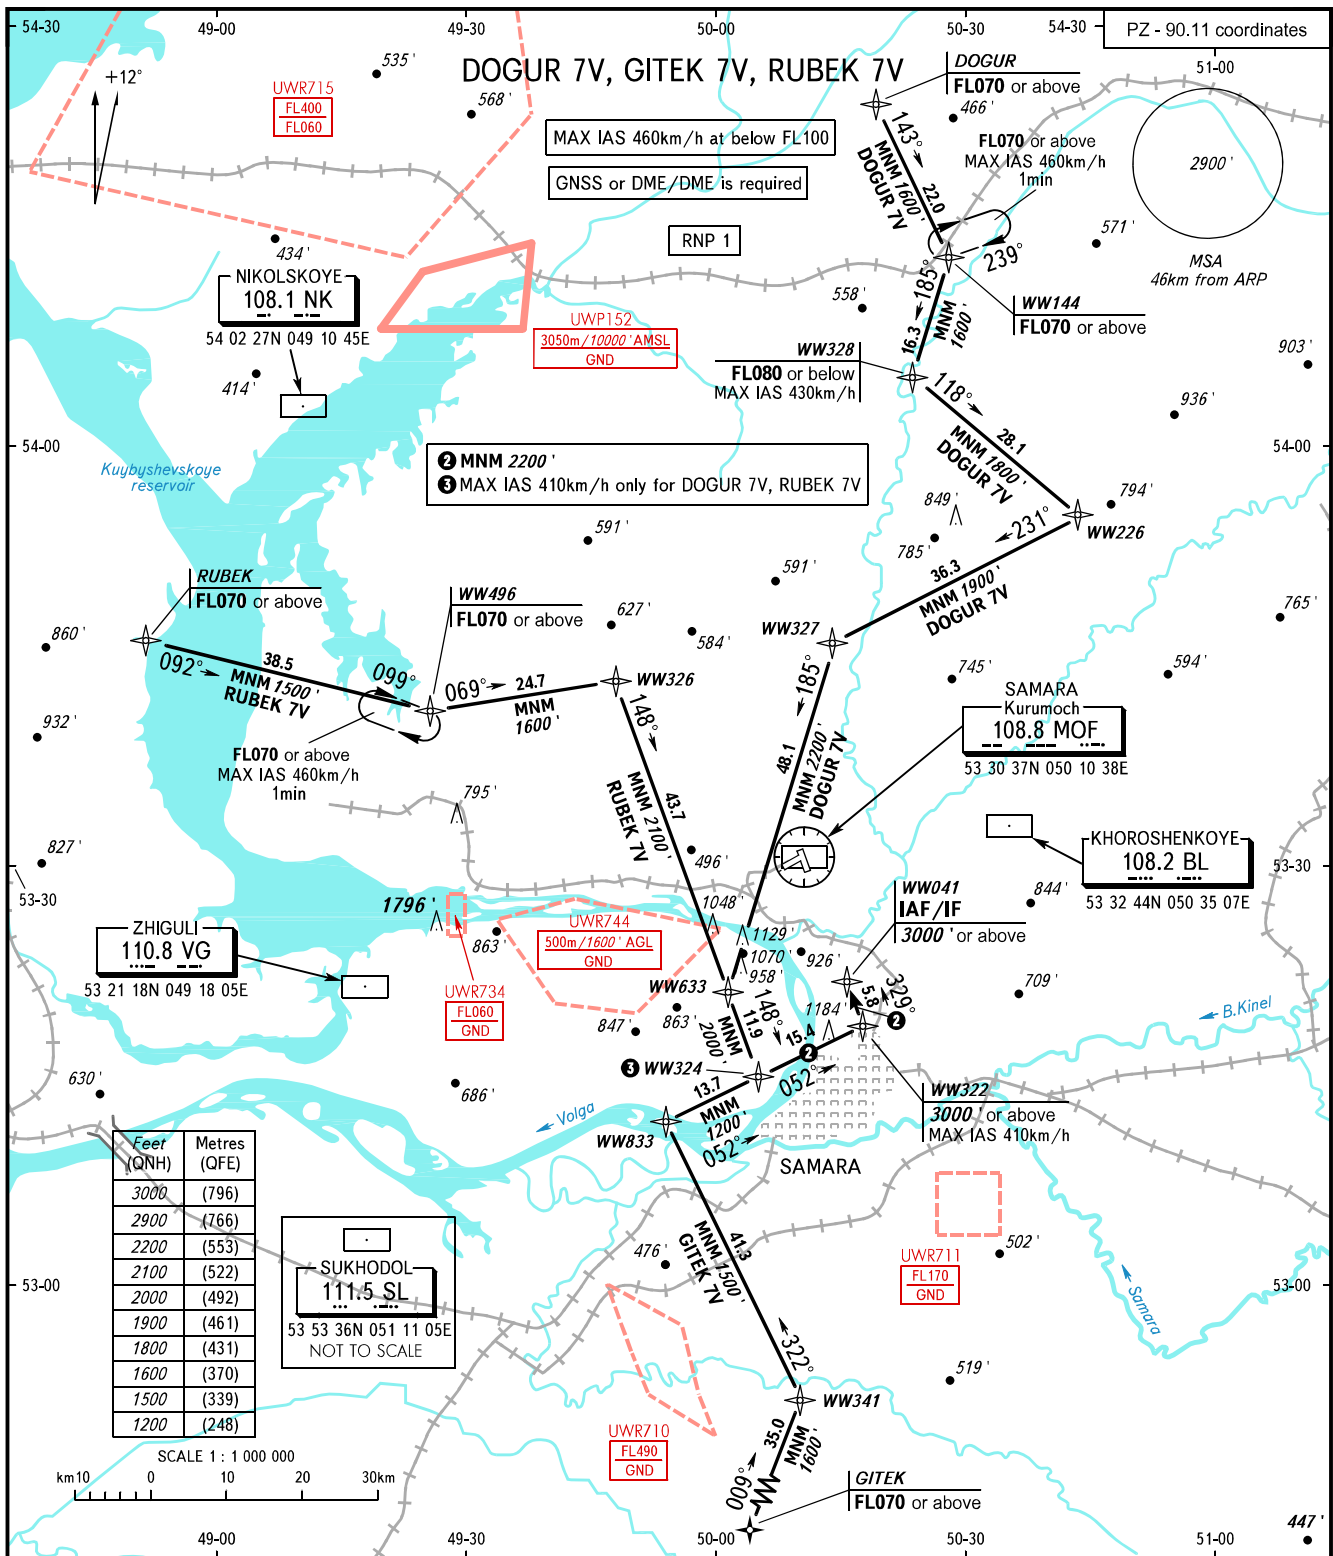 54-30
49-00
49-30
50-00
50-30
54-30
PZ - 90.11 coordinates
51-00
+12°
DOGUR 7V, GITEK 7V, RUBEK 7V
MAX IAS 460km/h at below FL100
GNSS or DME/DME is required
RNP 1
UWR715
FL400
FL060
535'
568'
434'
DOGUR
FL070 or above
466'
143°
22.0
MNM 1600'
DOGUR 7V
FL070 or above
MAX IAS 460km/h
1min
239°
571'
2900'
MSA
46km from ARP
NIKOLSKOYE
108.1 NK
54 02 27N 049 10 45E
414'
UWP152
3050m/10000' AMSL
GND
558'
185°
16.3
MNM
1600'
WW144
FL070 or above
WW328
FL080 or below
MAX IAS 430km/h
903'
936'
118°
28.1
MNM 1800'
DOGUR 7V
54-00
54-00
Kuybyshevskoye
reservoir
2 MNM 2200'
3 MAX IAS 410km/h only for DOGUR 7V, RUBEK 7V
849'
794'
785'
231°
WW226
591'
591'
36.3
MNM 1900'
DOGUR 7V
RUBEK
FL070 or above
WW496
FL070 or above
627'
584'
WW327
765'
594'
745'
860'
092°
38.5
MNM 1500'
RUBEK 7V
099°
069°
24.7
MNM
1600'
WW326
148°
43.7
MNM 2100'
RUBEK 7V
185°
48.1
MNM 2200'
DOGUR 7V
932'
FL070 or above
MAX IAS 460km/h
1min
SAMARA
Kurumoch
108.8 MOF
53 30 37N 050 10 38E
795'
827'
496'
KHOROSHENKOYE
108.2 BL
53 32 44N 050 35 07E
53-30
53-30
1796'
844'
WW041
IAF/IF
3000' or above
ZHIGULI
110.8 VG
53 21 18N 049 18 05E
863'
UWR744
500m/1600' AGL
GND
1048'
1129'
1070'
958'
926'
709'
UWR734
FL060
GND
WW633
863'
847'
148°
11.9
MNM
2000'
1184'
5.8
329°
2
15.4
2
052°
B.Kinel
630'
686'
3 WW324
13.7
MNM
1200'
052°
WW322
3000' or above
MAX IAS 410km/h
Volga
WW833
SAMARA
Feet
(QNH)
Metres
(QFE)
3000 (796)
2900 (766)
2200 (553)
2100 (522)
2000 (492)
1900 (461)
1800 (431)
1600 (370)
1500 (339)
1200 (248)
SUKHODOL
111.5 SL
53 53 36N 051 11 05E
NOT TO SCALE
476'
41.3
MNM 1500'
GITEK 7V
UWR711
FL170
GND
502'
53-00
53-00
Samara
322°
519'
WW341
UWR710
FL490
GND
35.0
MNM
1600'
009°
GITEK
FL070 or above
SCALE 1 : 1 000 000
km10 0 10 20 30km
447'
49-00
49-30
50-00
50-30
51-00